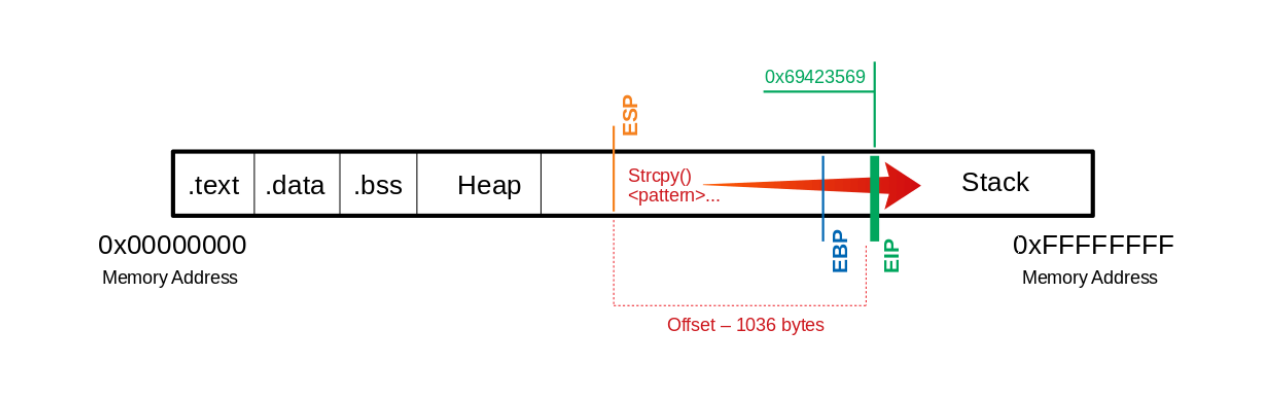 0x69423569
ESP
.text
.data
.bss
Heap
Strcpy()
<pattern>...
Stack
EBP
EIP
0x00000000
Memory Address
0xFFFFFFFF
Memory Address
Offset – 1036 bytes